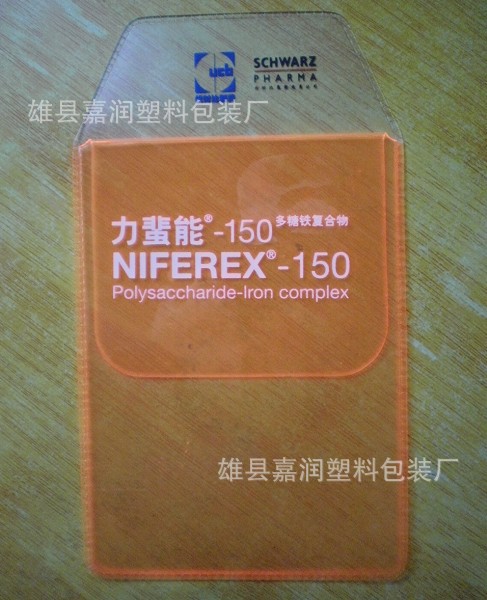 ucb
SCHWARZ
PHARMA
雄县嘉润塑料包装厂
力蜚能®-150 多糖铁复合物
NIFEREX®-150
Polysaccharide-Iron complex
雄县嘉润塑料包装厂